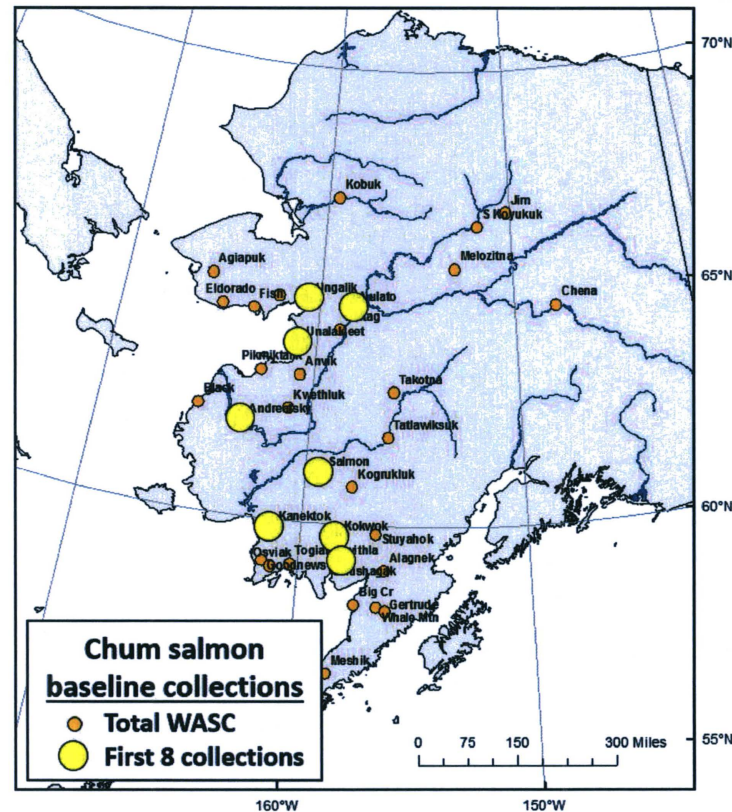 70°N
Kobuk
Jim
S Koyukuk
Melozitna
Agiapuk
65°N
Eldorado
Fish
Ungalik
Chena
Unalakleet
Pikmiktalik
Anvik
Black
Kwethluk
Takotna
Andreafsky
Tatlawiksuk
Salmon
Kogrukluk
60°N
Kanektok
Kokwok
Stuyahok
Osviak
Togiak
Goodnews
Alagnek
Big Cr
Gertrude
Whale Mtn
Meshik
Chum salmon
baseline collections
Total WASC
First 8 collections
0 75 150 300 Miles
55°N
160°W 150°W